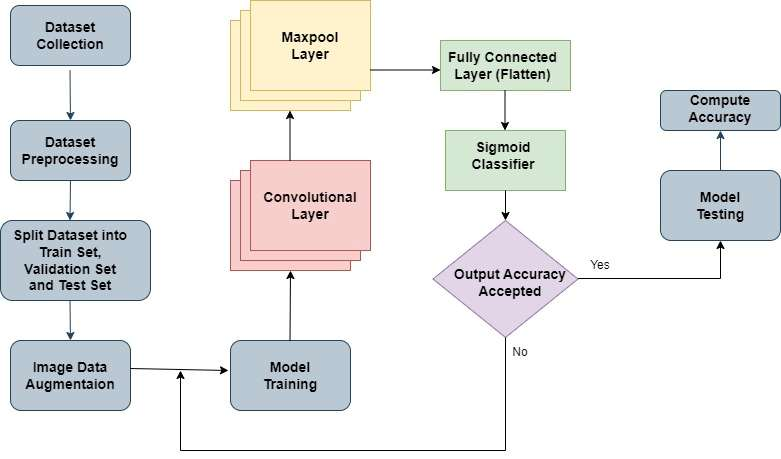 Dataset
Collection
Dataset
Preprocessing
Split Dataset into
Train Set,
Validation Set
and Test Set
Image Data
Augmentaion
Model
Training
Convolutional
Layer
Maxpool
Layer
Fully Connected
Layer (Flatten)
Sigmoid
Classifier
Output Accuracy
Accepted
Yes
No
Model
Testing
Compute
Accuracy